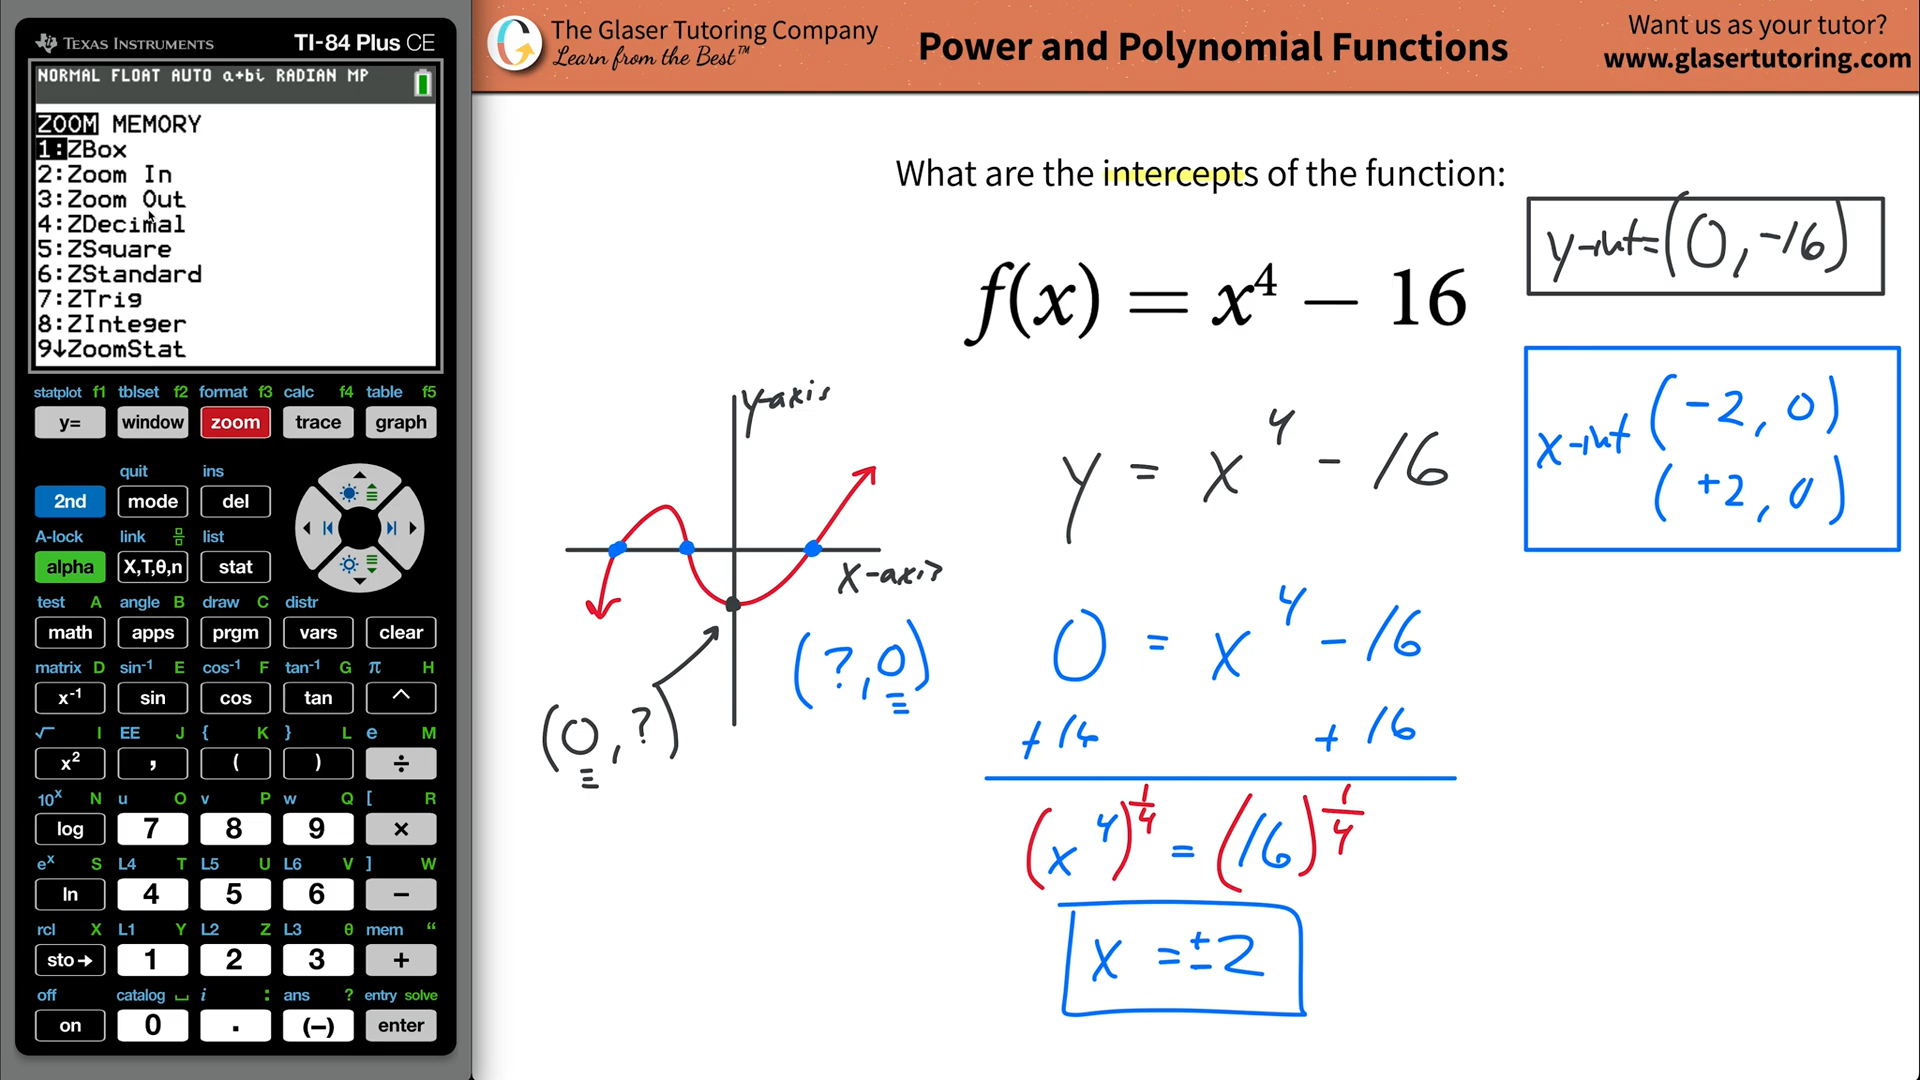 TEXAS INSTRUMENTS TI-84 Plus CE
NORMAL FLOAT AUTO a+bi RADIAN MP
ZOOM MEMORY
1:ZBox
2:Zoom In
3:Zoom Out
4:ZDecimal
5:ZSquare
6:ZStandard
7:ZTrig
8:ZInteger
9↓ZoomStat
statplot f1 tblset f2 format f3 calc f4 table f5
y= window zoom trace graph
quit ins
2nd mode del
A-lock link list
alpha X,T,θ,n stat
test A angle B draw C distr
math apps prgm vars clear
matrix D sin⁻¹ E cos⁻¹ F tan⁻¹ G π H
x⁻¹ sin cos tan ^
√ I EE J { K } L e M
x² , ( ) ÷
10ˣ N u O v P w Q [ R
log 7 8 9 ×
eˣ S L4 T L5 U L6 V ] W
ln 4 5 6 −
rcl X L1 Y L2 Z L3 θ mem “
sto→ 1 2 3 +
off catalog ⎵ i : ans ? entry solve
on 0 . (−) enter
The Glaser Tutoring Company
Learn from the Best™
Power and Polynomial Functions
Want us as your tutor?
www.glasertutoring.com
What are the intercepts of the function:
f(x) = x⁴ − 16
y-int=(0, -16)
x-int (-2, 0)
(+2, 0)
y-axis
x-axis
(?, 0)
(0, ?)
y = x⁴ - 16
0 = x⁴ - 16
+16 + 16
(x⁴)^1/4 = (16)^1/4
x = ±2